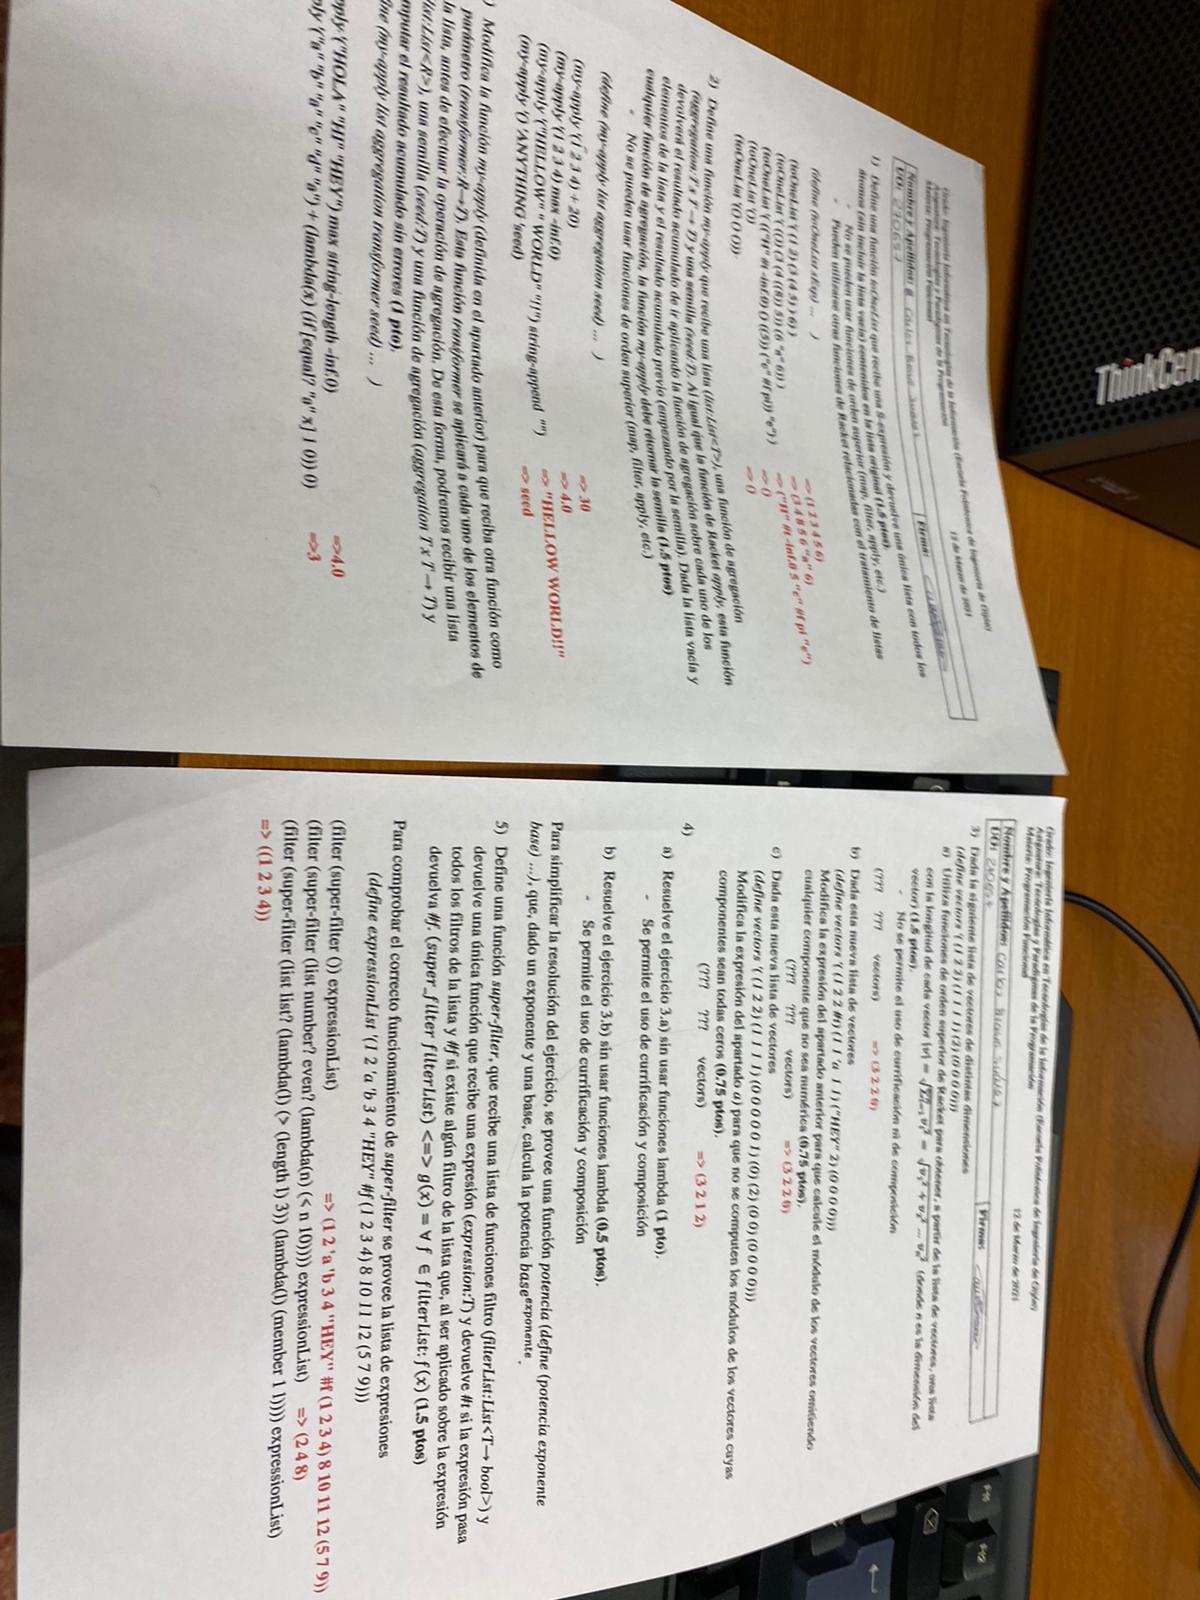 ThinkCen
Grado: Ingeniería Informática en Tecnologías de la Información (Escuela Politécnica de Ingeniería de Gijón)
Asignatura: Tecnologías y Paradigmas de la Programación
12 de Marzo de 2021
Materia: Programación Funcional
Nombre y Apellidos: Carlos Bravo Suárez
Firma:
UO: 270657
1) Define una función toOneList que recibe una S-expresión y devuelve una única lista con todos los
átomos (sin incluir la lista vacía) contenidos en la lista original (1.5 ptos).
- No se pueden usar funciones de orden superior (map, filter, apply, etc.)
- Pueden utilizarse otras funciones de Racket relacionadas con el tratamiento de listas
(define (toOneList sExp) ... )
(toOneList '( (1 2) (3 (4 5) ) 6) ) => (1 2 3 4 5 6)
(toOneList '( (()) (3 (4 ((8)) 5)) (6 "a" 6)) ) => (3 4 8 5 6 "a" 6)
(toOneList '( (("H" #t -inf.0) () ((5)) ("c" #f pi)) "e") ) => ("H" #t -inf.0 5 "c" #f pi "e")
(toOneList '()) => ()
(toOneList '(() () ())) => ()
2) Define una función my-apply que recibe una lista (list:List<T>), una función de agregación
(aggregation:T x T → T) y una semilla (seed:T). Al igual que la función de Racket apply, esta función
devolverá el resultado acumulado de ir aplicando la función de agregación sobre cada uno de los
elementos de la lista y el resultado acumulado previo (empezando por la semilla). Dada la lista vacía y
cualquier función de agregación, la función my-apply debe retornar la semilla (1.5 ptos)
- No se pueden usar funciones de orden superior (map, filter, apply, etc.)
(define (my-apply list aggregation seed) ... )
(my-apply '(1 2 3 4) + 20) => 30
(my-apply '(1 2 3 4) max -inf.0) => 4.0
(my-apply '("HELLOW" " WORLD" "!!") string-append "") => "HELLOW WORLD!!"
(my-apply '() 'ANYTHING 'seed) => seed
) Modifica la función my-apply (definida en el apartado anterior) para que reciba otra función como
parámetro (transformer:R→T). Esta función transformer se aplicará a cada uno de los elementos de
la lista, antes de efectuar la operación de agregación. De esta forma, podremos recibir una lista
list:List<R>), una semilla (seed:T) y una función de agregación (aggregation T x T → T) y
mputar el resultado acumulado sin errores (1 pto).
ine (my-apply list aggregation transformer seed) ... )
pply '("HOLA" "HI" "HEY") max string-length -inf.0) =>4.0
ply '("a" "b" "a" "c" "d" "a") + (lambda(x) (if [equal? "a" x] 1 0)) 0) =>3
Grado: Ingeniería Informática en Tecnologías de la Información (Escuela Politécnica de Ingeniería de Gijón)
Asignatura: Tecnologías y Paradigmas de la Programación
Materia: Programación Funcional
12 de Marzo de 2021
Nombre y Apellidos: Carlos Bravo Suárez
UO: 270657
Firma:
3) Dada la siguiente lista de vectores de distintas dimensiones
(define vectors '( (1 2 2) (1 1 1 1) (2) (0 0 0 0)))
a) Utiliza funciones de orden superior de Racket para obtener, a partir de la lista de vectores, una lista
con la longitud de cada vector |v| = √∑ⁿᵢ₌₁ vᵢ² = √v₁² + v₂² ... vₙ² (donde n es la dimensión del
vector) (1.5 ptos).
- No se permite el uso de currificación ni de composición
(??? ??? vectors) => (3 2 2 0)
b) Dada esta nueva lista de vectores
(define vectors '( (1 2 2 #t) (1 1 'a 1 1) ("HEY" 2) (0 0 0 0)))
Modifica la expresión del apartado anterior para que calcule el módulo de los vectores omitiendo
cualquier componente que no sea numérica (0.75 ptos).
(??? ??? vectors) => (3 2 2 0)
c) Dada esta nueva lista de vectores
(define vectors '( (1 2 2) (1 1 1 1) (0 0 0 0 0 1) (0) (2) (0 0) (0 0 0 0)))
Modifica la expresión del apartado a) para que no se computen los módulos de los vectores cuyas
componentes sean todas ceros (0.75 ptos).
(??? ??? vectors) => (3 2 1 2)
4)
a) Resuelve el ejercicio 3.a) sin usar funciones lambda (1 pto).
- Se permite el uso de currificación y composición
b) Resuelve el ejercicio 3.b) sin usar funciones lambda (0.5 ptos).
- Se permite el uso de currificación y composición
Para simplificar la resolución del ejercicio, se provee una función potencia (define (potencia exponente
base) ...), que, dado un exponente y una base, calcula la potencia base^exponente.
5) Define una función super-filter, que recibe una lista de funciones filtro (filterList:List<T→ bool>) y
devuelve una única función que recibe una expresión (expression:T) y devuelve #t si la expresión pasa
todos los filtros de la lista y #f si existe algún filtro de la lista que, al ser aplicado sobre la expresión
devuelva #f. (super_filter filterList) <=> g(x) = ∀ f ∈ filterList: f(x) (1.5 ptos)
Para comprobar el correcto funcionamiento de super-filter se provee la lista de expresiones
(define expressionList '(1 2 'a 'b 3 4 "HEY" #f (1 2 3 4) 8 10 11 12 (5 7 9)))
(filter (super-filter ()) expressionList) => (1 2 'a 'b 3 4 "HEY" #f (1 2 3 4) 8 10 11 12 (5 7 9))
(filter (super-filter (list number? even? (lambda(n) (< n 10)))) expressionList) => (2 4 8)
(filter (super-filter (list list? (lambda(l) (> (length l) 3)) (lambda(l) (member 1 l)))) expressionList)
=> ((1 2 3 4))
F11
F12